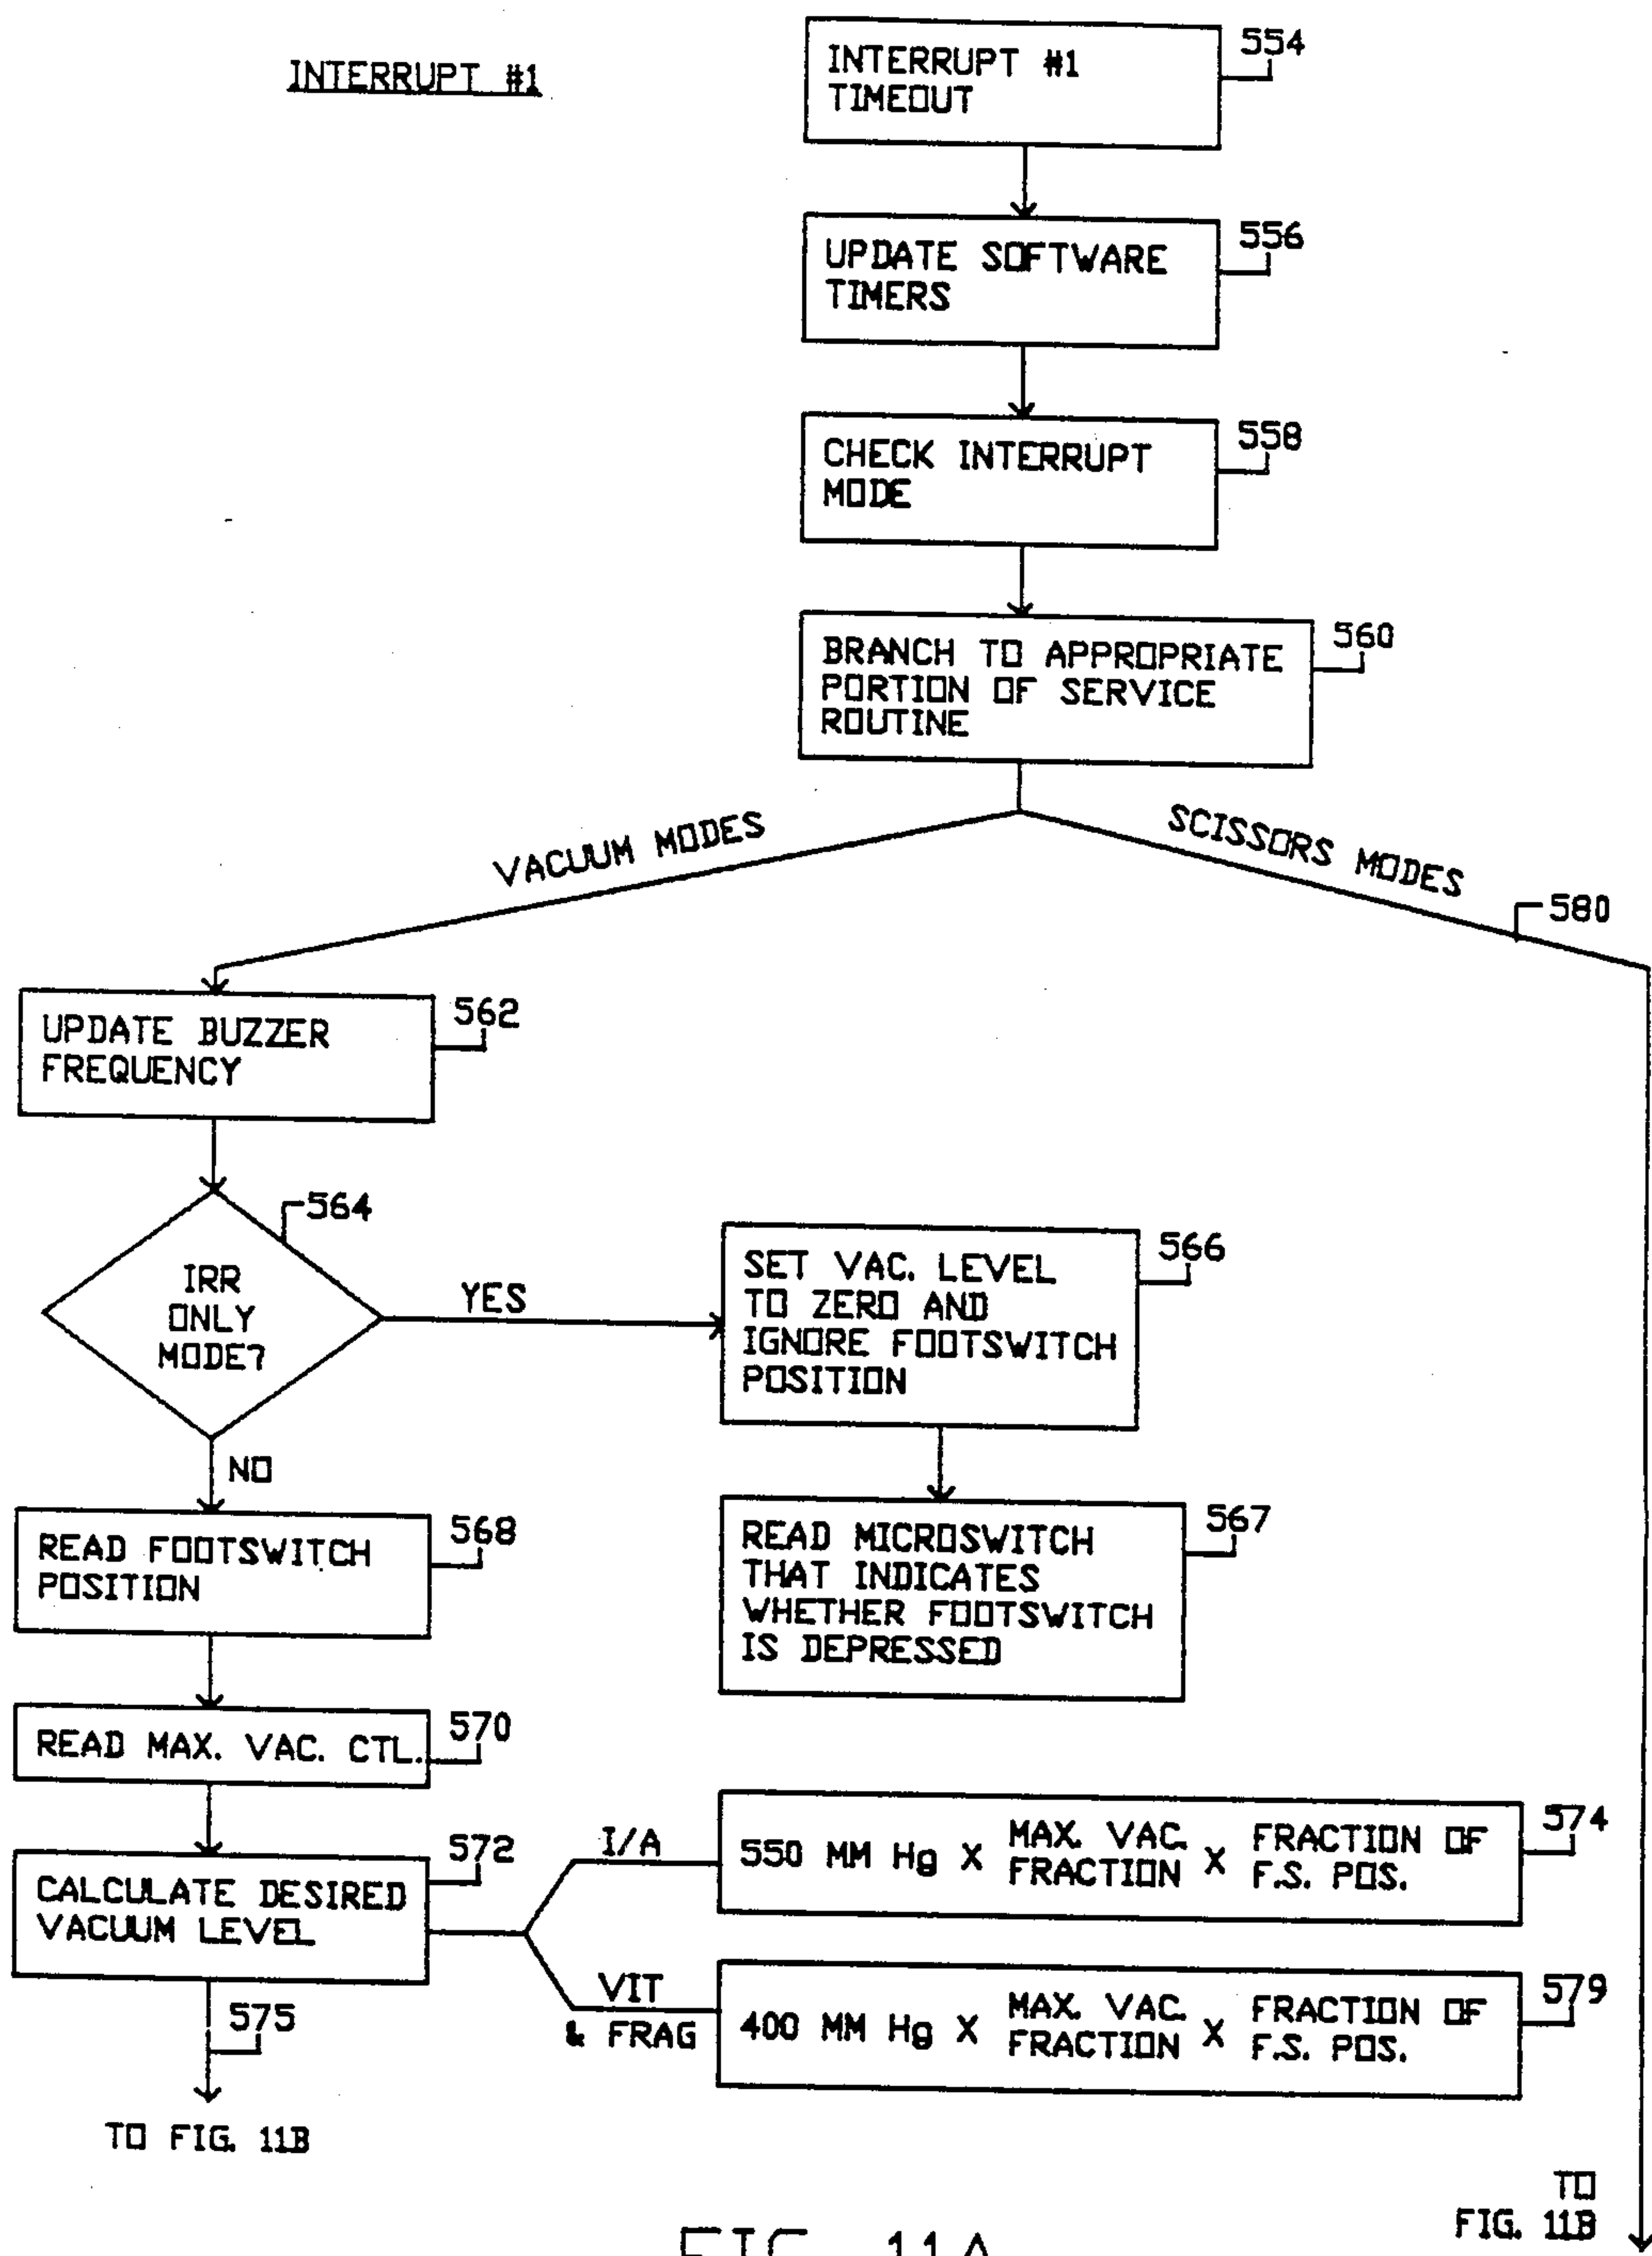 INTERRUPT #1
INTERRUPT #1
TIMEOUT
554
UPDATE SOFTWARE
TIMERS
556
CHECK INTERRUPT
MODE
558
BRANCH TO APPROPRIATE
PORTION OF SERVICE
ROUTINE
560
VACUUM MODES
SCISSORS MODES
580
UPDATE BUZZER
FREQUENCY
562
564
IRR
ONLY
MODE?
YES
SET VAC. LEVEL
TO ZERO AND
IGNORE FOOTSWITCH
POSITION
566
NO
READ MICROSWITCH
THAT INDICATES
WHETHER FOOTSWITCH
IS DEPRESSED
567
READ FOOTSWITCH
POSITION
568
READ MAX. VAC. CTL.
570
CALCULATE DESIRED
VACUUM LEVEL
572
I/A
550 MM Hg X MAX. VAC. FRACTION X FRACTION OF F.S. POS.
574
VIT
& FRAG
400 MM Hg X MAX. VAC. FRACTION X FRACTION OF F.S. POS.
579
575
TO FIG. 11B
TO
FIG. 11B
FIG. 11A